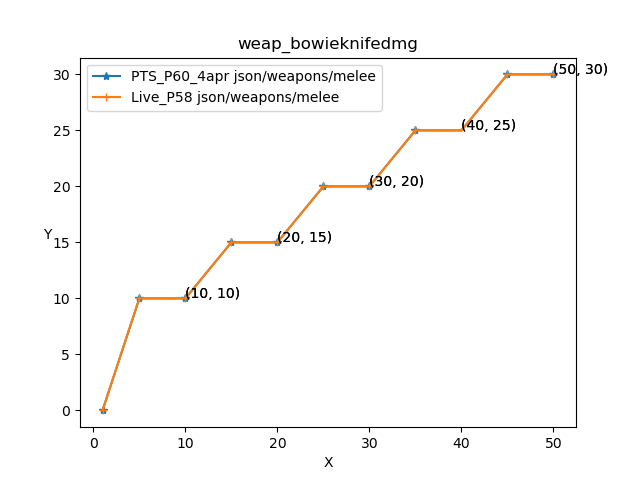 weap_bowieknifedmg
PTS_P60_4apr json/weapons/melee
Live_P58 json/weapons/melee
(50, 30)
(40, 25)
(30, 20)
(20, 15)
(10, 10)
30
25
20
15
10
5
0
Y
0 10 20 30 40 50
X